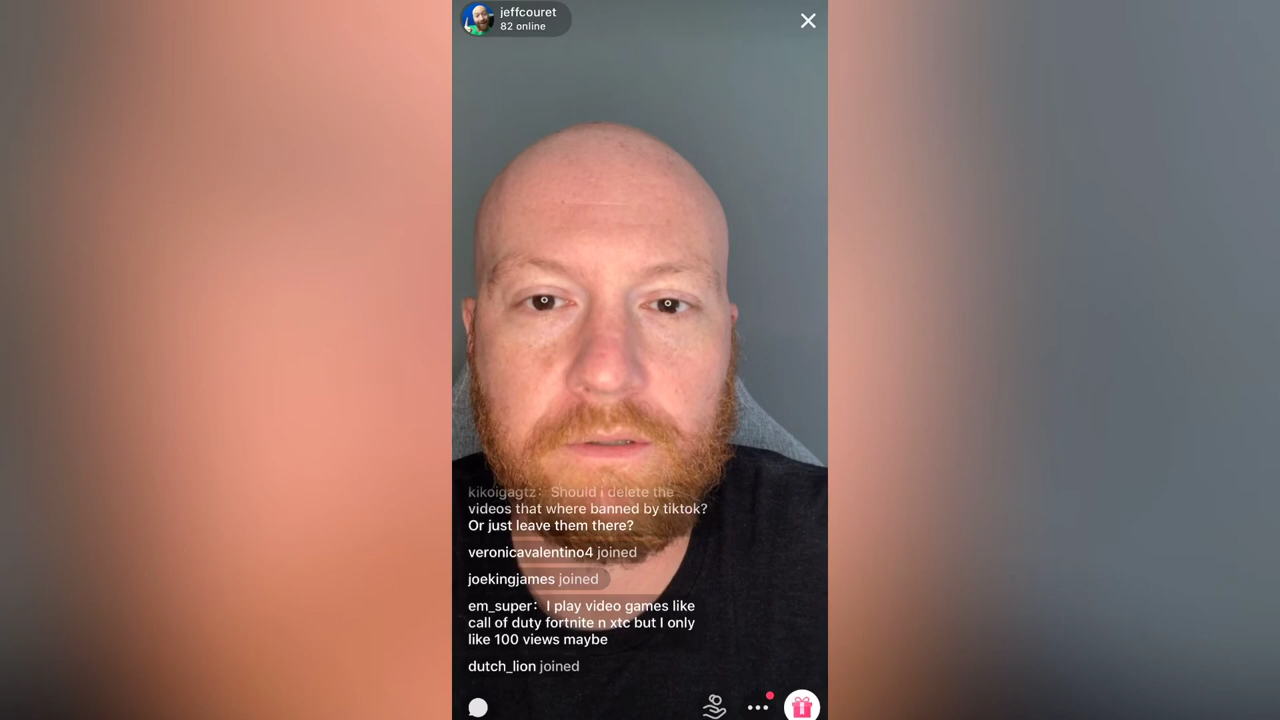 jeffcouret
82 online
kikoigagtz: Should i delete the
videos that where banned by tiktok?
Or just leave them there?
veronicavalentino4 joined
joekingjames joined
em_super: I play video games like
call of duty fortnite n xtc but I only
like 100 views maybe
dutch_lion joined